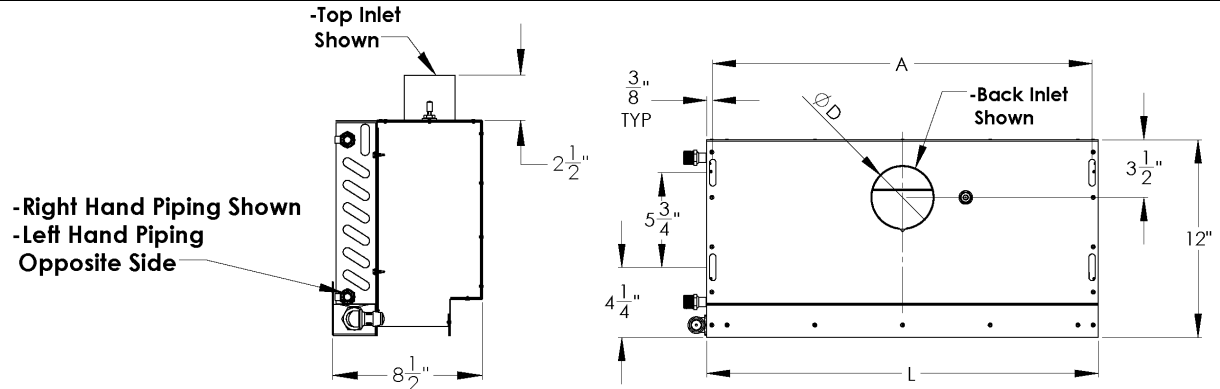 -Top Inlet
Shown
2 1/2"
-Right Hand Piping Shown
-Left Hand Piping
Opposite Side
8 1/2"
A
3/8"
TYP
ØD
-Back Inlet
Shown
3 1/2"
5 3/4"
12"
4 1/4"
L